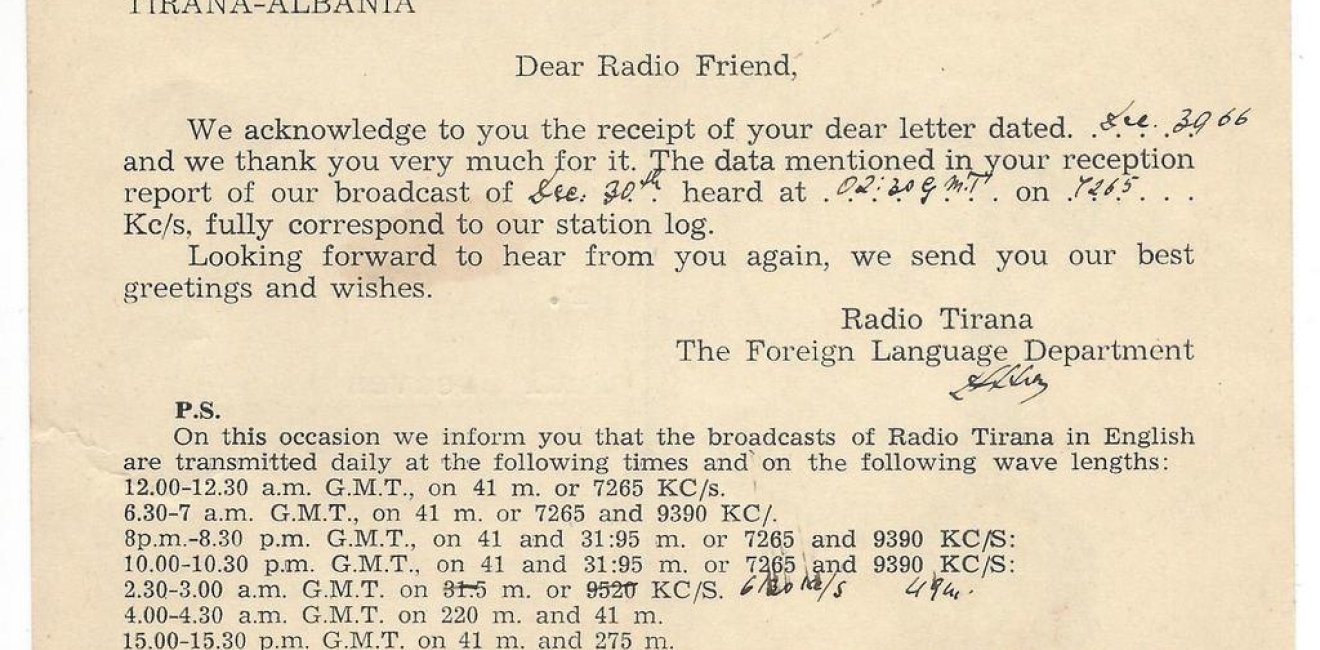 TIRANA-ALBANIA
Dear Radio Friend,
We acknowledge to you the receipt of your dear letter dated. . Dec. 30 66
and we thank you very much for it. The data mentioned in your reception
report of our broadcast of Dec. 30th heard at . 02:30 G.M.T. . on . 7265 . . .
Kc/s, fully correspond to our station log.
Looking forward to hear from you again, we send you our best
greetings and wishes.
Radio Tirana
The Foreign Language Department
P.S.
On this occasion we inform you that the broadcasts of Radio Tirana in English
are transmitted daily at the following times and on the following wave lengths:
12.00-12.30 a.m. G.M.T., on 41 m. or 7265 KC/s.
6.30-7 a.m. G.M.T., on 41 m. or 7265 and 9390 KC/.
8p.m.-8.30 p.m. G.M.T., on 41 and 31:95 m. or 7265 and 9390 KC/S:
10.00-10.30 p.m. G.M.T., on 41 and 31:95 m. or 7265 and 9390 KC/S:
2.30-3.00 a.m. G.M.T. on 31.5 m. or 9520 KC/S. Kc/s 49m.
4.00-4.30 a.m. G.M.T. on 220 m. and 41 m.
15.00-15.30 p.m. G.M.T. on 41 m. and 275 m.